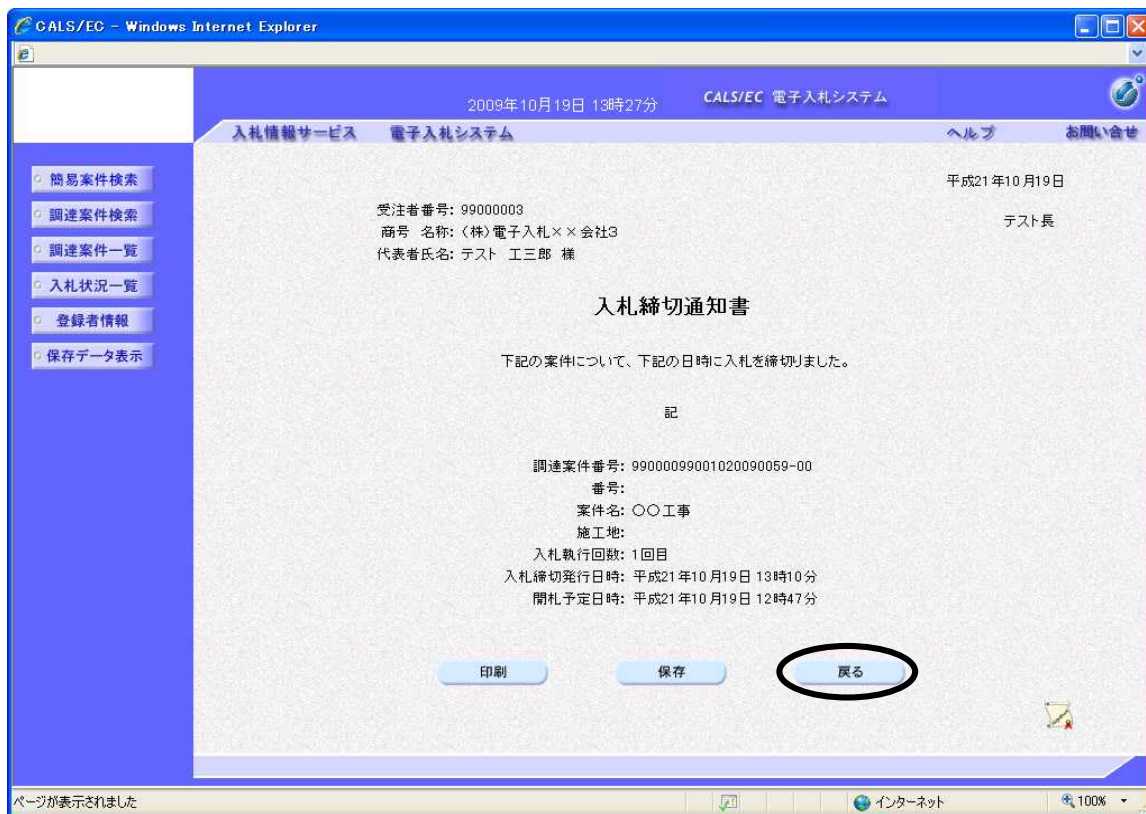 CALS/EC - Windows Internet Explorer
2009年10月19日 13時27分
CALS/EC 電子入札システム
入札情報サービス 電子入札システム ヘルプ お問い合せ
簡易案件検索
調達案件検索
調達案件一覧
入札状況一覧
登録者情報
保存データ表示
平成21年10月19日
受注者番号: 99000003
テスト長
商号 名称: (株)電子入札××会社3
代表者氏名: テスト 工三郎 様
入札締切通知書
下記の案件について、下記の日時に入札を締切りました。
記
調達案件番号: 99000099001020090059-00
番号:
案件名: 〇〇工事
施工地:
入札執行回数: 1回目
入札締切発行日時: 平成21年10月19日 13時10分
開札予定日時: 平成21年10月19日 12時47分
印刷 保存 戻る
ページが表示されました インターネット 100%